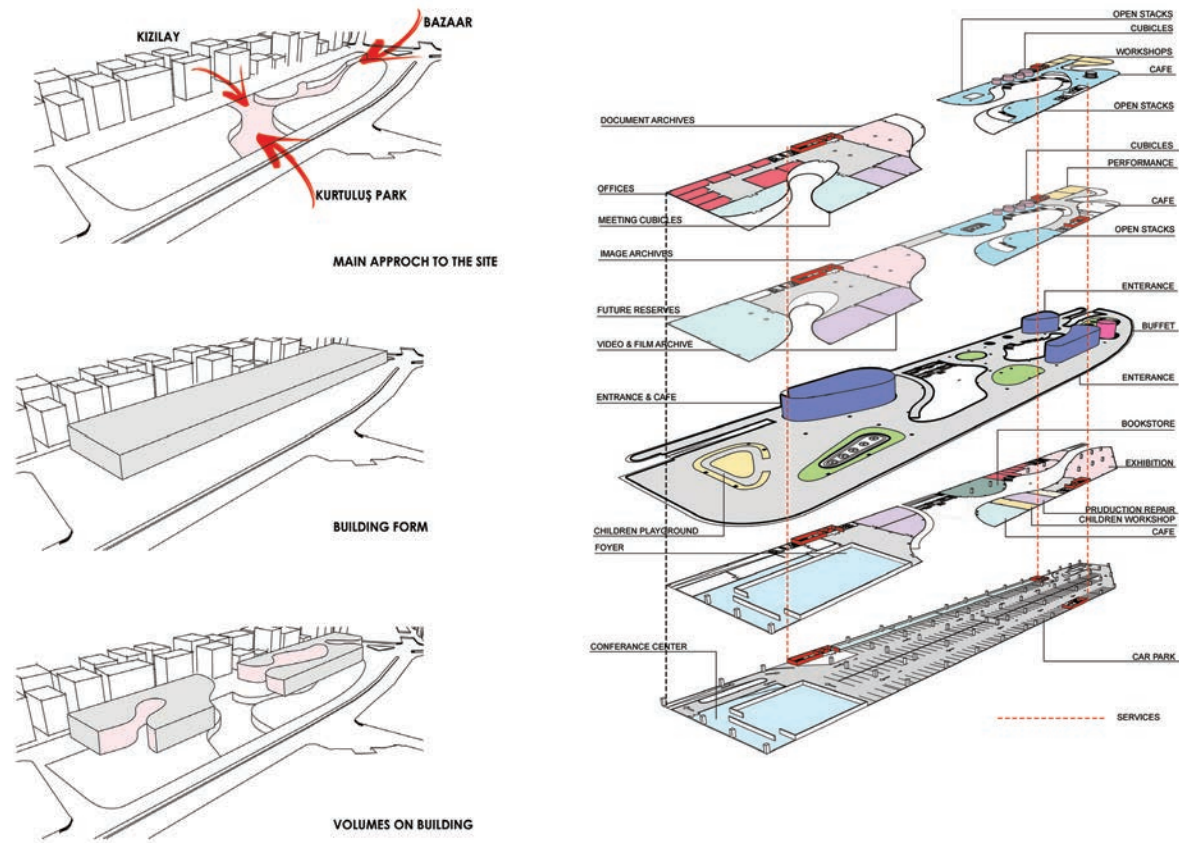 BAZAAR
KIZILAY
KURTULUŞ PARK
MAIN APPROCH TO THE SITE
BUILDING FORM
VOLUMES ON BUILDING
OPEN STACKS
CUBICLES
WORKSHOPS
CAFE
OPEN STACKS
DOCUMENT ARCHIVES
CUBICLES
PERFORMANCE
OFFICES
CAFE
MEETING CUBICLES
OPEN STACKS
IMAGE ARCHIVES
ENTERANCE
FUTURE RESERVES
BUFFET
VIDEO & FILM ARCHIVE
ENTERANCE
ENTRANCE & CAFE
BOOKSTORE
EXHIBITION
PRUDUCTION REPAIR
CHILDREN WORKSHOP
CHILDREN PLAYGROUND
CAFE
FOYER
CONFERANCE CENTER
CAR PARK
SERVICES